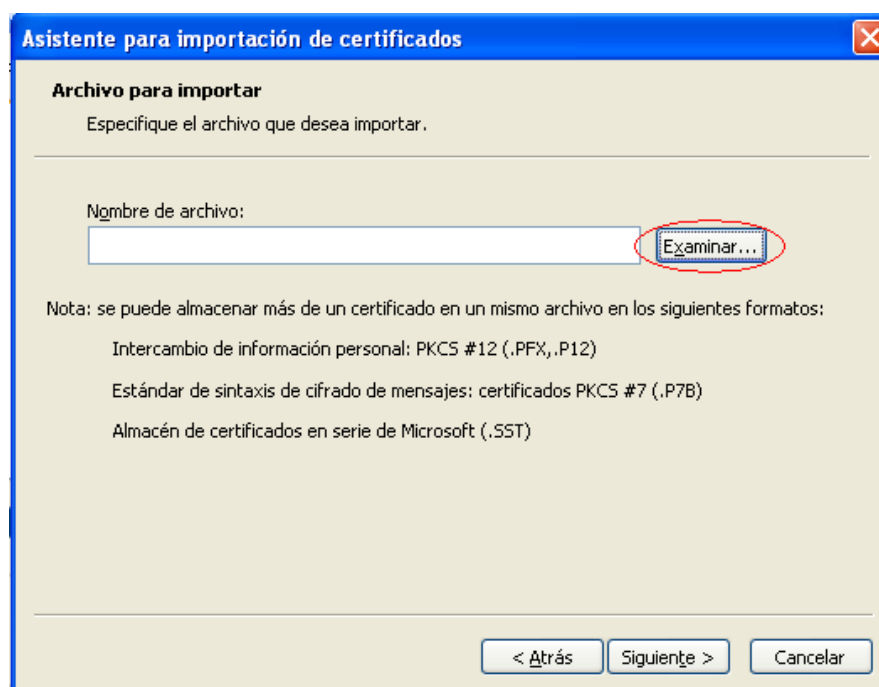 Asistente para importación de certificados
Archivo para importar
Especifique el archivo que desea importar.
Nombre de archivo:
Examinar...
Nota: se puede almacenar más de un certificado en un mismo archivo en los siguientes formatos:
Intercambio de información personal: PKCS #12 (.PFX,.P12)
Estándar de sintaxis de cifrado de mensajes: certificados PKCS #7 (.P7B)
Almacén de certificados en serie de Microsoft (.SST)
< Atrás Siguiente > Cancelar